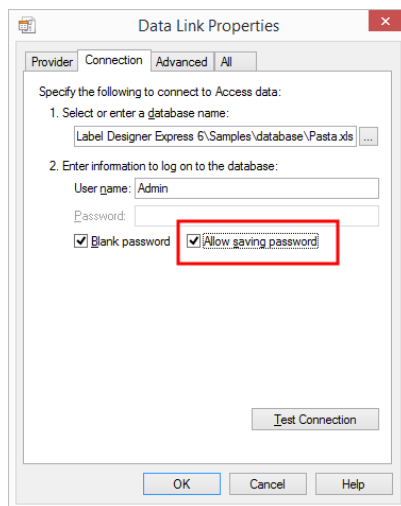 Data Link Properties
Provider Connection Advanced All
Specify the following to connect to Access data:
1. Select or enter a database name:
Label Designer Express 6\Samples\database\Pasta.xls ...
2. Enter information to log on to the database:
User name: Admin
Password:
Blank password Allow saving password
Test Connection
OK Cancel Help